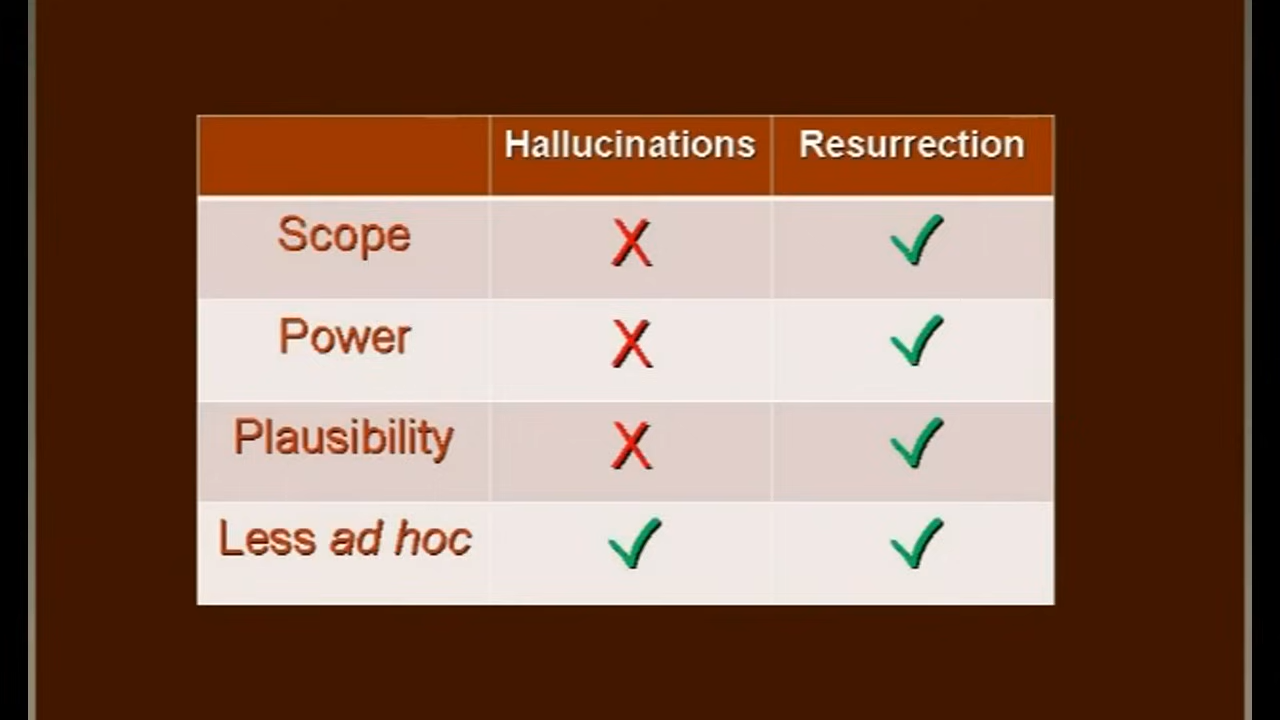 Hallucinations Resurrection
Scope X ✓
Power X ✓
Plausibility X ✓
Less ad hoc ✓ ✓